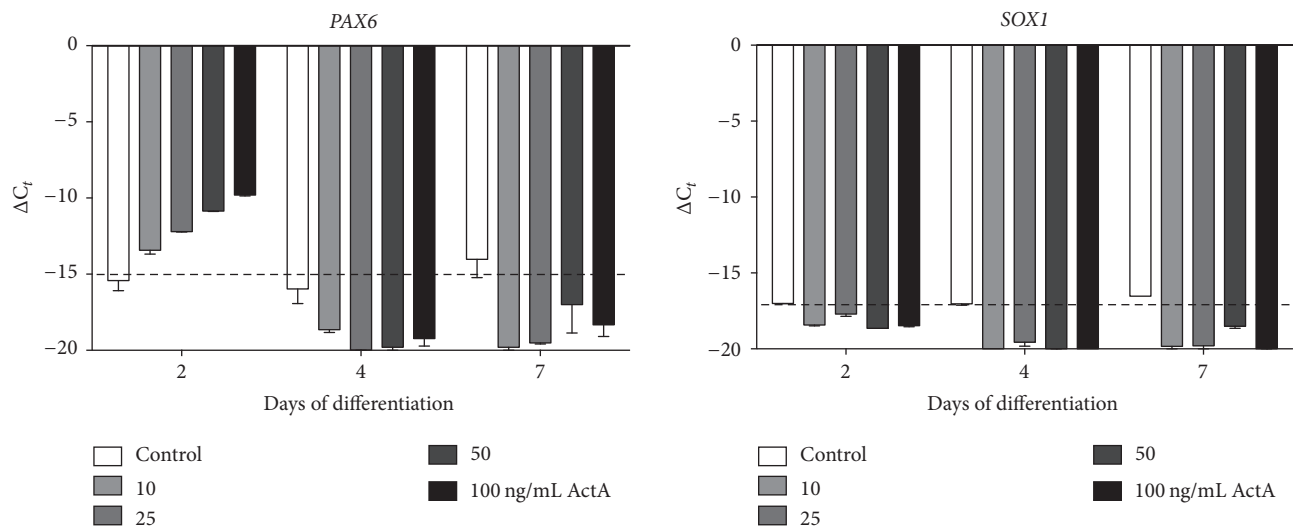 PAX6
0
−5
−10
−15
−20
ΔCt
2 4 7
Days of differentiation
Control
10
25
50
100 ng/mL ActA
SOX1
0
−5
−10
−15
−20
ΔCt
2 4 7
Days of differentiation
Control
10
25
50
100 ng/mL ActA